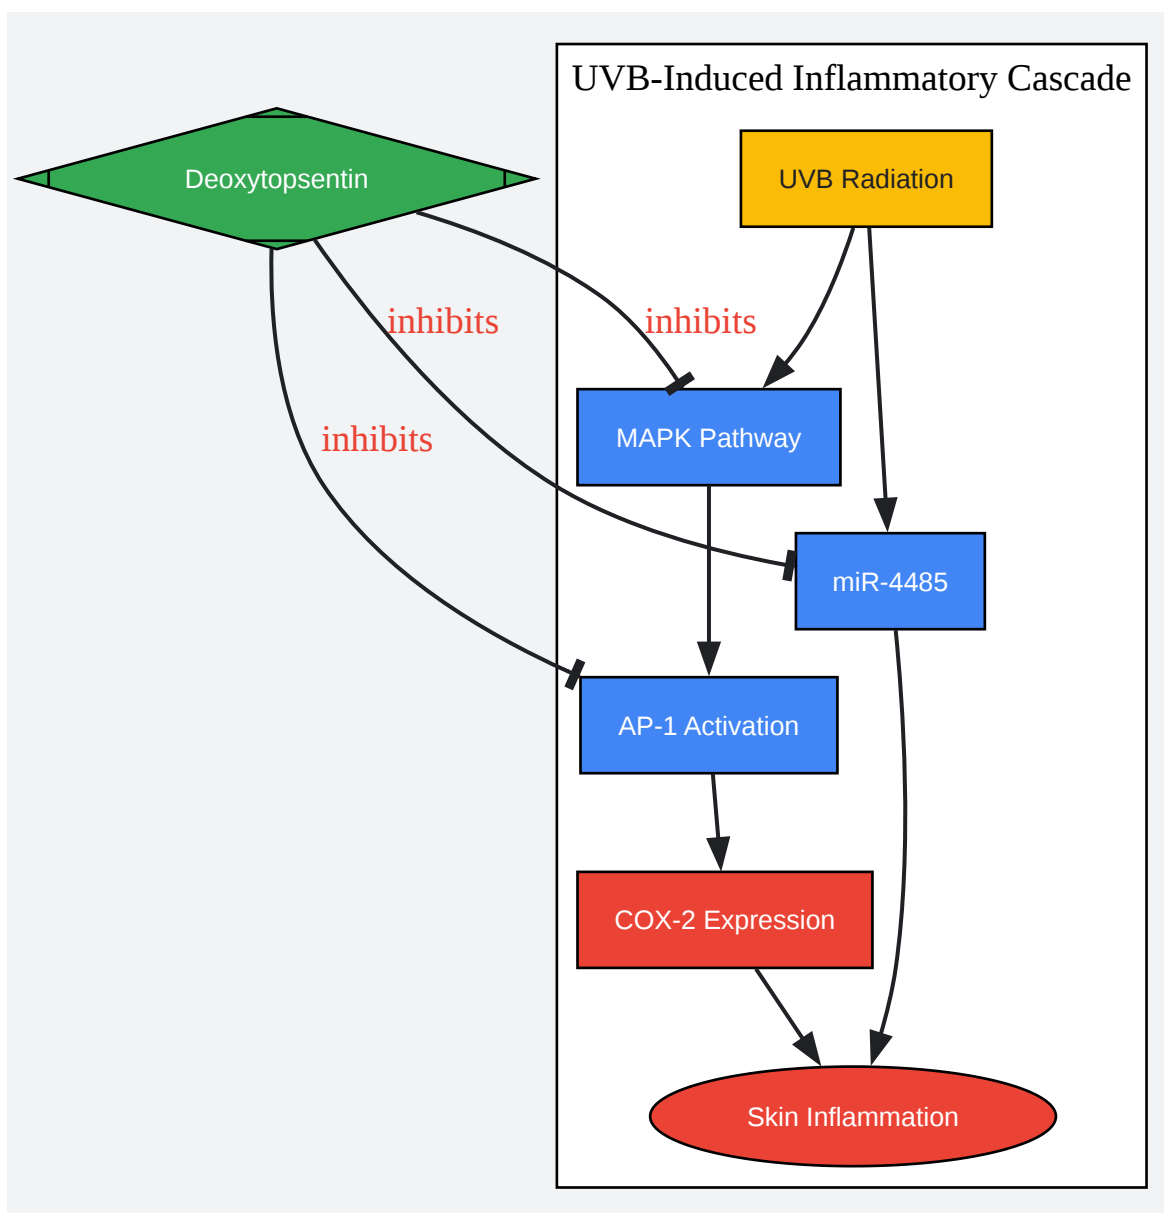 UVB-Induced Inflammatory Cascade
Deoxytopsentin
UVB Radiation
inhibits
inhibits
inhibits
MAPK Pathway
miR-4485
AP-1 Activation
COX-2 Expression
Skin Inflammation